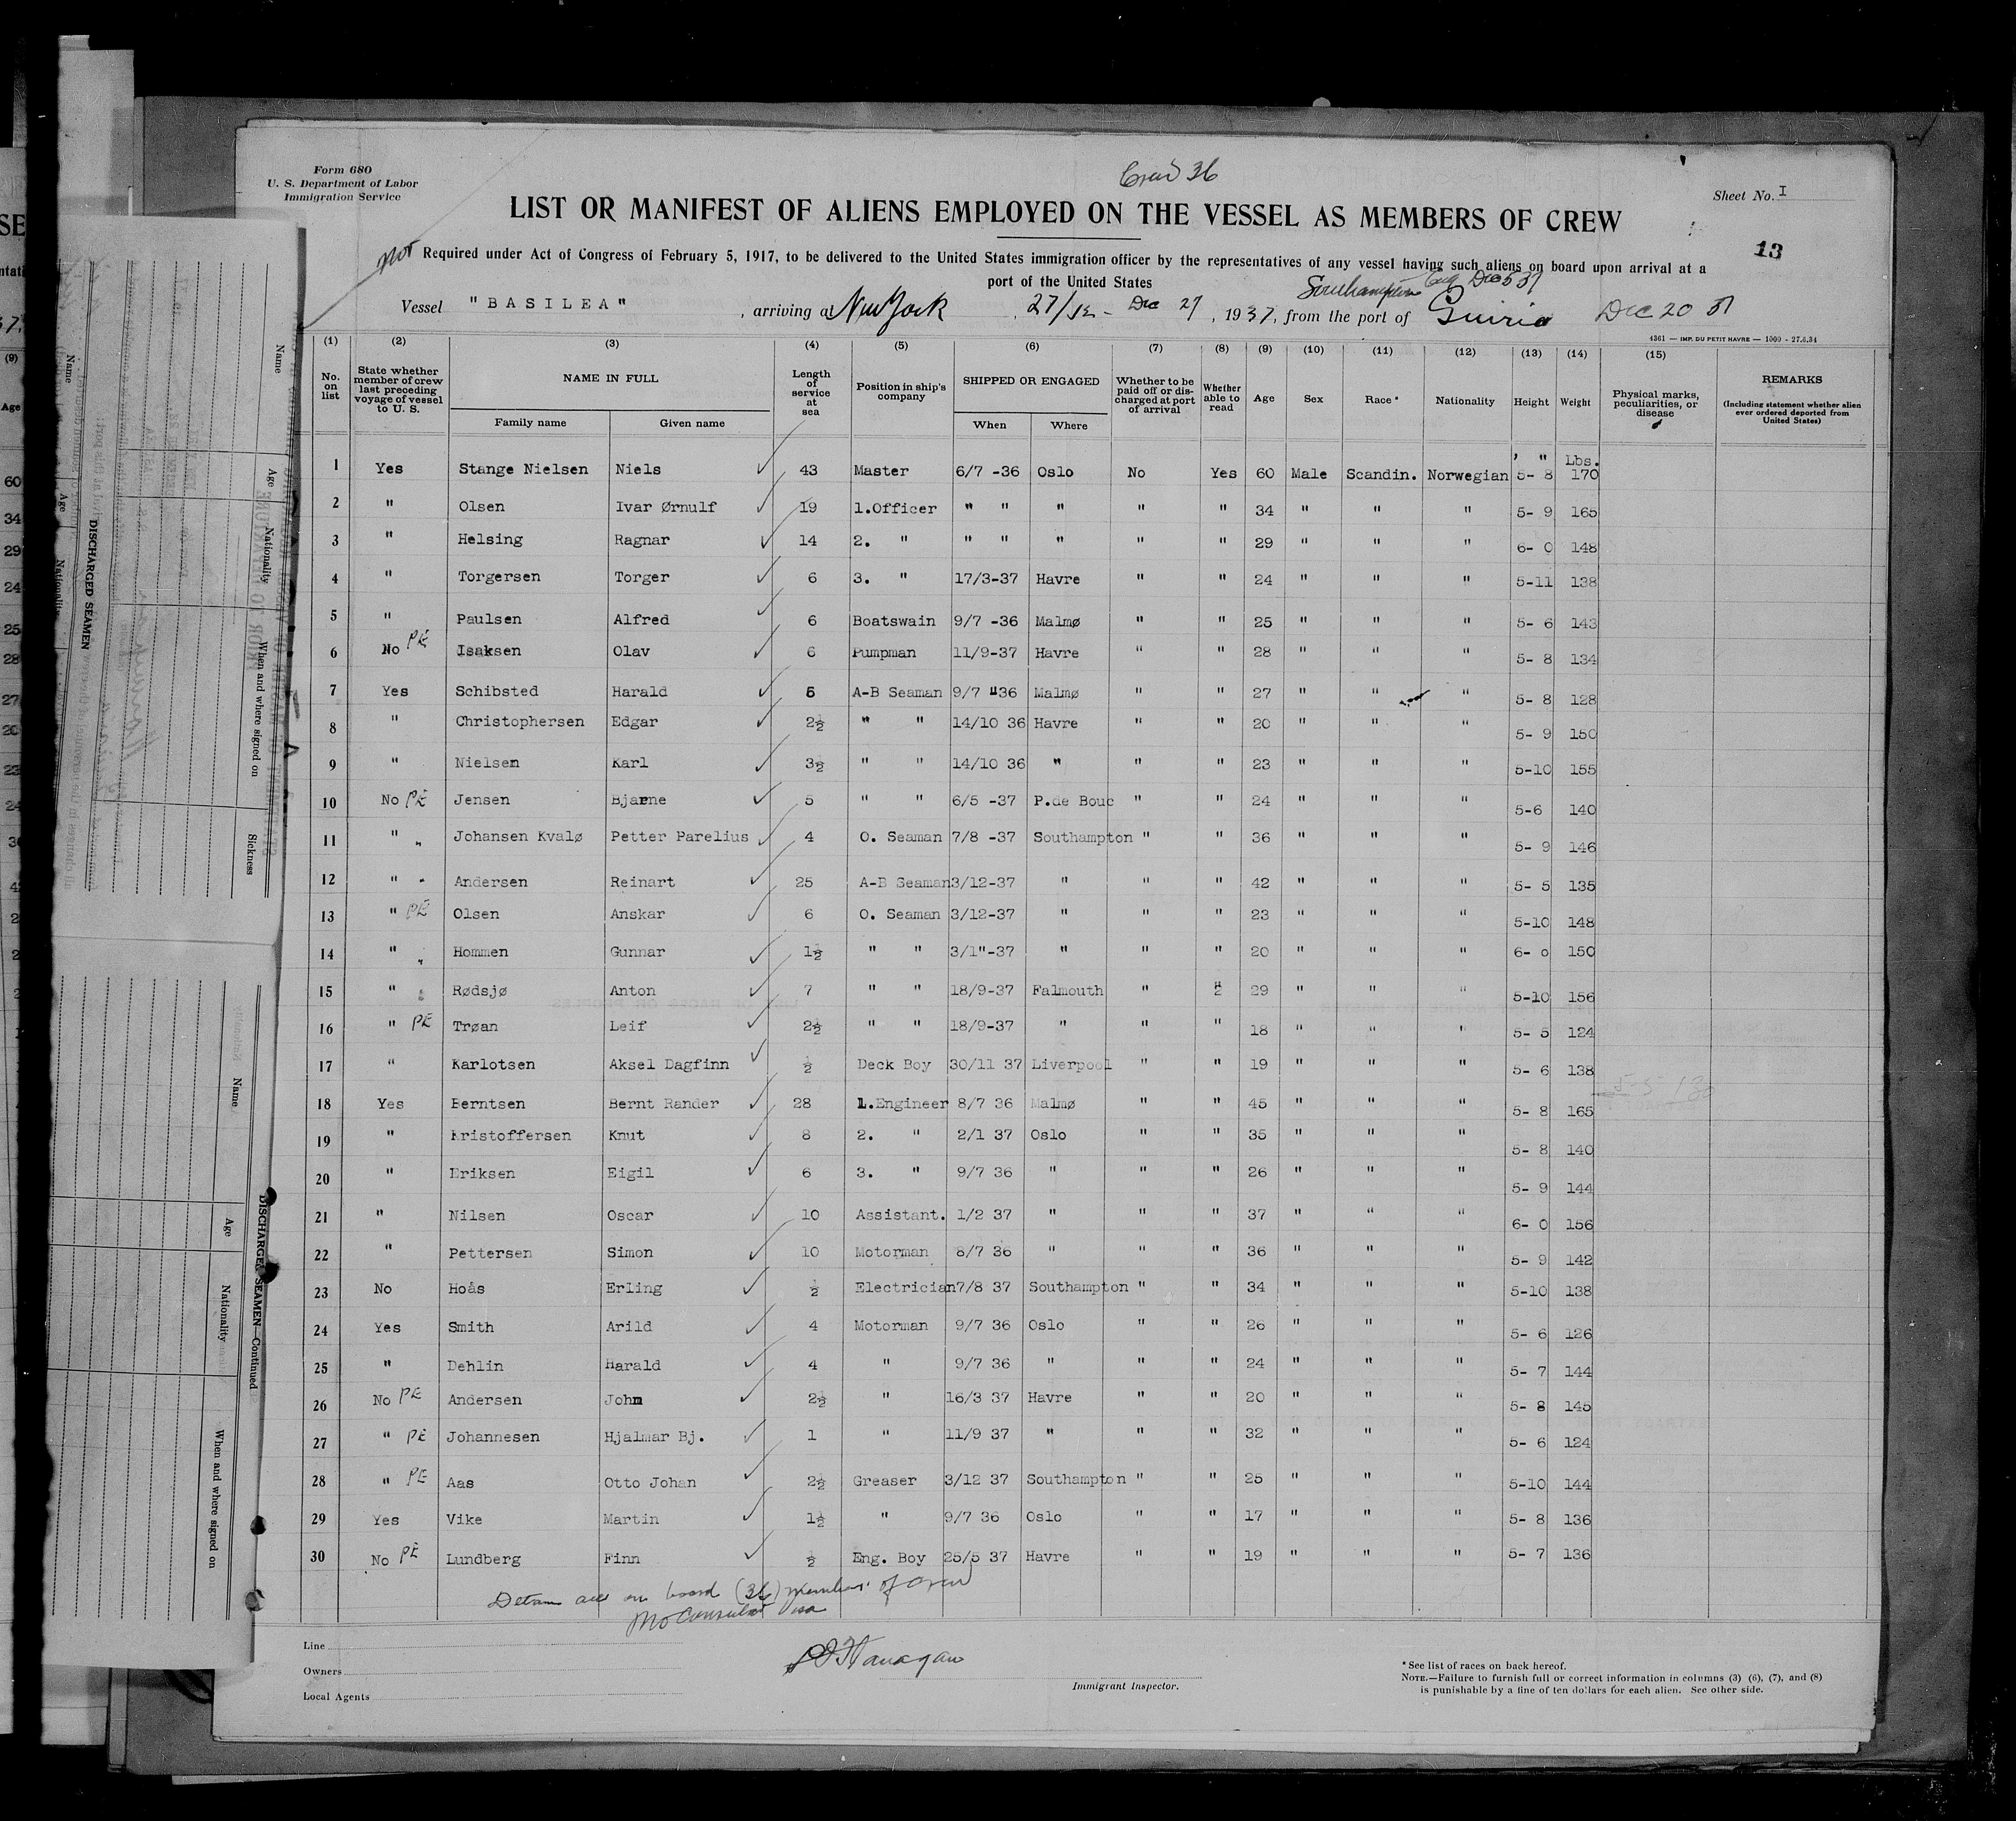 Form 680
U. S. Department of Labor
Immigration Service
Crew 36
Sheet No. I
LIST OR MANIFEST OF ALIENS EMPLOYED ON THE VESSEL AS MEMBERS OF CREW
13
Not Required under Act of Congress of February 5, 1917, to be delivered to the United States immigration officer by the representatives of any vessel having such aliens on board upon arrival at a
port of the United States
Southampton Eng Dec 5 37
Vessel "BASILEA", arriving at New York, 27/12- Dec 27, 1937, from the port of Guiria Dec 20 37
4361 — IMP. DU PETIT HAVRE — 1000 - 27.6.34
(1) (2) (3) (4) (5) (6) (7) (8) (9) (10) (11) (12) (13) (14) (15)
No. on list | State whether member of crew last preceding voyage of vessel to U. S. | NAME IN FULL | Length of service at sea | Position in ship's company | SHIPPED OR ENGAGED | Whether to be paid off or discharged at port of arrival | Whether able to read | Age | Sex | Race * | Nationality | Height | Weight | Physical marks, peculiarities, or disease | REMARKS (Including statement whether alien ever ordered deported from United States)
Family name | Given name | When | Where
' " Lbs.
1 Yes Stange Nielsen Niels 43 Master 6/7 -36 Oslo No Yes 60 Male Scandin. Norwegian 5- 8 170
2 " Olsen Ivar Ørnulf 19 1.Officer " " " " " 34 " " " 5- 9 165
3 " Helsing Ragnar 14 2. " " " " " " 29 " " " 6- 0 148
4 " Torgersen Torger 6 3. " 17/3-37 Havre " " 24 " " " 5-11 138
5 " Paulsen Alfred 6 Boatswain 9/7 -36 Malmø " " 25 " " " 5- 6 143
6 No PE Isaksen Olav 6 Pumpman 11/9-37 Havre " " 28 " " " 5- 8 134
7 Yes Schibsted Harald 5 A-B Seaman 9/7 "36 Malmø " " 27 " " " 5- 8 128
8 " Christophersen Edgar 2½ " " 14/10 36 Havre " " 20 " " " 5- 9 150
9 " Nielsen Karl 3½ " " 14/10 36 " " " 23 " " " 5-10 155
10 No PE Jensen Bjarne 5 " " 6/5 -37 P.de Bouc " " 24 " " " 5-6 140
11 " " Johansen Kvalø Petter Parelius 4 O. Seaman 7/8 -37 Southampton " " 36 " " " 5- 9 146
12 " " Andersen Reinart 25 A-B Seaman 3/12-37 " " " 42 " " " 5- 5 135
13 " PE Olsen Anskar 6 O. Seaman 3/12-37 " " " 23 " " " 5-10 148
14 " " Hommen Gunnar 1½ " " 3/1"-37 " " " 20 " " " 6- 0 150
15 " " Rødsjø Anton 7 " " 18/9-37 Falmouth " " 29 " " " 5-10 156
16 " PE Trøan Leif 2½ " " 18/9-37 " " " 18 " " " 5- 5 124
17 " Karlotsen Aksel Dagfinn ½ Deck Boy 30/11 37 Liverpool " " 19 " " " 5- 6 138
5-5 130
18 Yes Berntsen Bernt Rander 28 1.Engineer 8/7 36 Malmø " " 45 " " " 5- 8 165
19 " Kristoffersen Knut 8 2. " 2/1 37 Oslo " " 35 " " " 5- 8 140
20 " Eriksen Eigil 6 3. " 9/7 36 " " " 26 " " " 5- 9 144
21 " Nilsen Oscar 10 Assistant. 1/2 37 " " " 37 " " " 6- 0 156
22 " Pettersen Simon 10 Motorman 8/7 36 " " " 36 " " " 5- 9 142
23 No Hoås Erling ½ Electrician 7/8 37 Southampton " " 34 " " " 5-10 138
24 Yes Smith Arild 4 Motorman 9/7 36 Oslo " " 26 " " " 5- 6 126
25 " Dehlin Harald 4 " 9/7 36 " " " 24 " " " 5- 7 144
26 No PE Andersen John 2½ " 16/3 37 Havre " " 20 " " " 5- 8 145
27 " PE Johannesen Hjalmar Bj. 1 " 11/9 37 " " " 32 " " " 5- 6 124
28 " PE Aas Otto Johan 2½ Greaser 3/12 37 Southampton " " 25 " " " 5-10 144
29 Yes Vike Martin 1½ " 9/7 36 Oslo " " 17 " " " 5- 8 136
30 No PE Lundberg Finn ½ Eng. Boy 25/5 37 Havre " " 19 " " " 5- 7 136
Detain all on board (36) members of crew
No Consular Visa
Line
Owners
Local Agents
Flanagan
Immigrant Inspector.
* See list of races on back hereof.
NOTE.—Failure to furnish full or correct information in columns (3) (6), (7), and (8)
is punishable by a fine of ten dollars for each alien. See other side.
DISCHARGED SEAMEN
Name
Age
Nationality
When and where signed on
Sickness
DISCHARGED SEAMEN—Continued
Name
Age
Nationality
When and where signed on